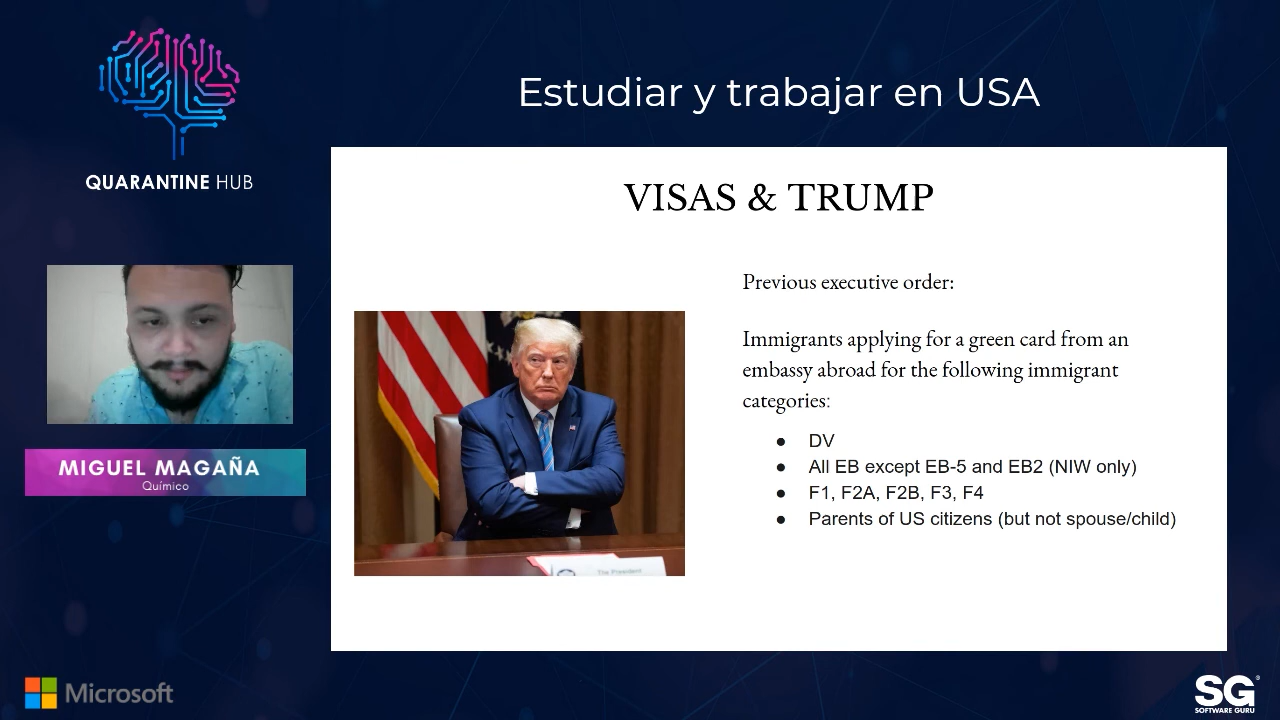 QUARANTINE HUB
Estudiar y trabajar en USA
VISAS & TRUMP
Previous executive order:
Immigrants applying for a green card from an
embassy abroad for the following immigrant
categories:
● DV
● All EB except EB-5 and EB2 (NIW only)
● F1, F2A, F2B, F3, F4
● Parents of US citizens (but not spouse/child)
The President
MIGUEL MAGAÑA
Químico
Microsoft
SG®
SOFTWARE GURU